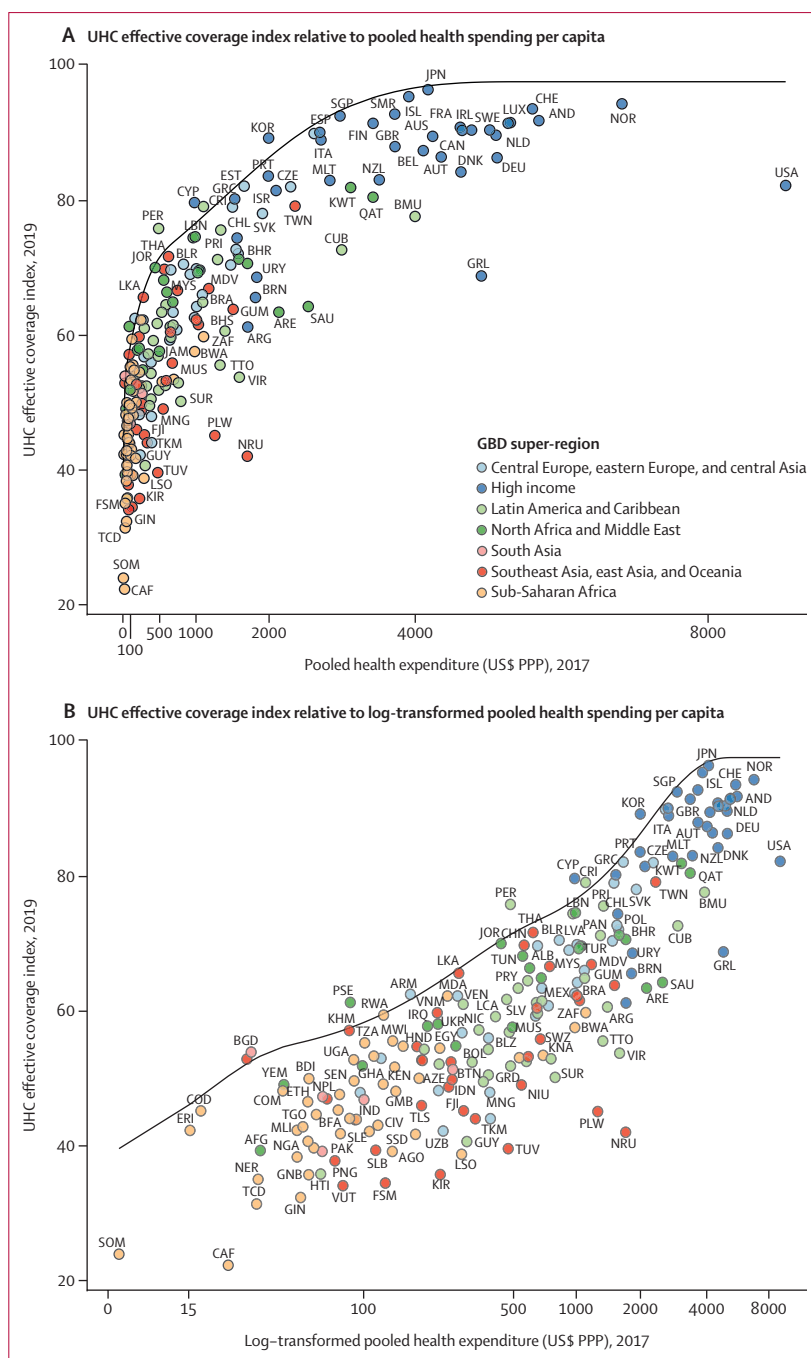 A UHC effective coverage index relative to pooled health spending per capita
100
80
60
40
20
UHC effective coverage index, 2019
JPN
SGP SMR ISL FRA IRL SWE LUX CHE AND NOR
ESP AUS
KOR FIN GBR CAN NLD
ITA BEL AUT DNK DEU
PRT CZE MLT NZL USA
EST
GRC
CYP CRI ISR KWT QAT BMU
PER CHL SVK TWN
LBN
THA PRI CUB
JOR BLR BHR GRL
MYS MDV URY
LKA BRA BRN
GUM
BHS ARE SAU
ZAF ARG
JAM BWA
MUS TTO VIR
SUR
MNG
FJI PLW
TKM NRU
GUY TUV
LSO
FSM KIR
GIN
TCD
SOM
CAF
GBD super-region
Central Europe, eastern Europe, and central Asia
High income
Latin America and Caribbean
North Africa and Middle East
South Asia
Southeast Asia, east Asia, and Oceania
Sub-Saharan Africa
0 500 1000 2000 4000 8000
100
Pooled health expenditure (US$ PPP), 2017
B UHC effective coverage index relative to log-transformed pooled health spending per capita
100
80
60
40
20
UHC effective coverage index, 2019
JPN
SGP ISL CHE NOR
KOR GBR AND
ITA AUT NLD
PRT DEU
CYP GRC CZE MLT NZL DNK USA
CRI KWT QAT
PER PRI SVK TWN BMU
LBN CHL
THA PAN POL
JOR CHN BLR LVA BHR CUB
TUN ALB TUR URY GRL
LKA MYS MDV
PRY GUM BRN SAU
ARM MDA VEN MEX BRA ARE
PSE RWA LCA SLV ARG
VNM ZAF
KHM IRQ UKR NIC BWA
MWI MUS
TZA HND EGY BLZ SWZ TTO
BGD UGA BOL KNA VIR
YEM BDI GHA KEN BTN GRD SUR
SEN AZE
COM ETH NPL GMB IDN NIU
COD IND MNG
TGO BFA CIV TLS FJI PLW
ERI MLI SLE TKM NRU
AFG NGA SSD UZB
PAK AGO GUY TUV
NER GNB PNG SLB LSO
TCD HTI VUT FSM KIR
GIN
SOM CAF
0 15 100 500 1000 2000 4000 8000
Log–transformed pooled health expenditure (US$ PPP), 2017